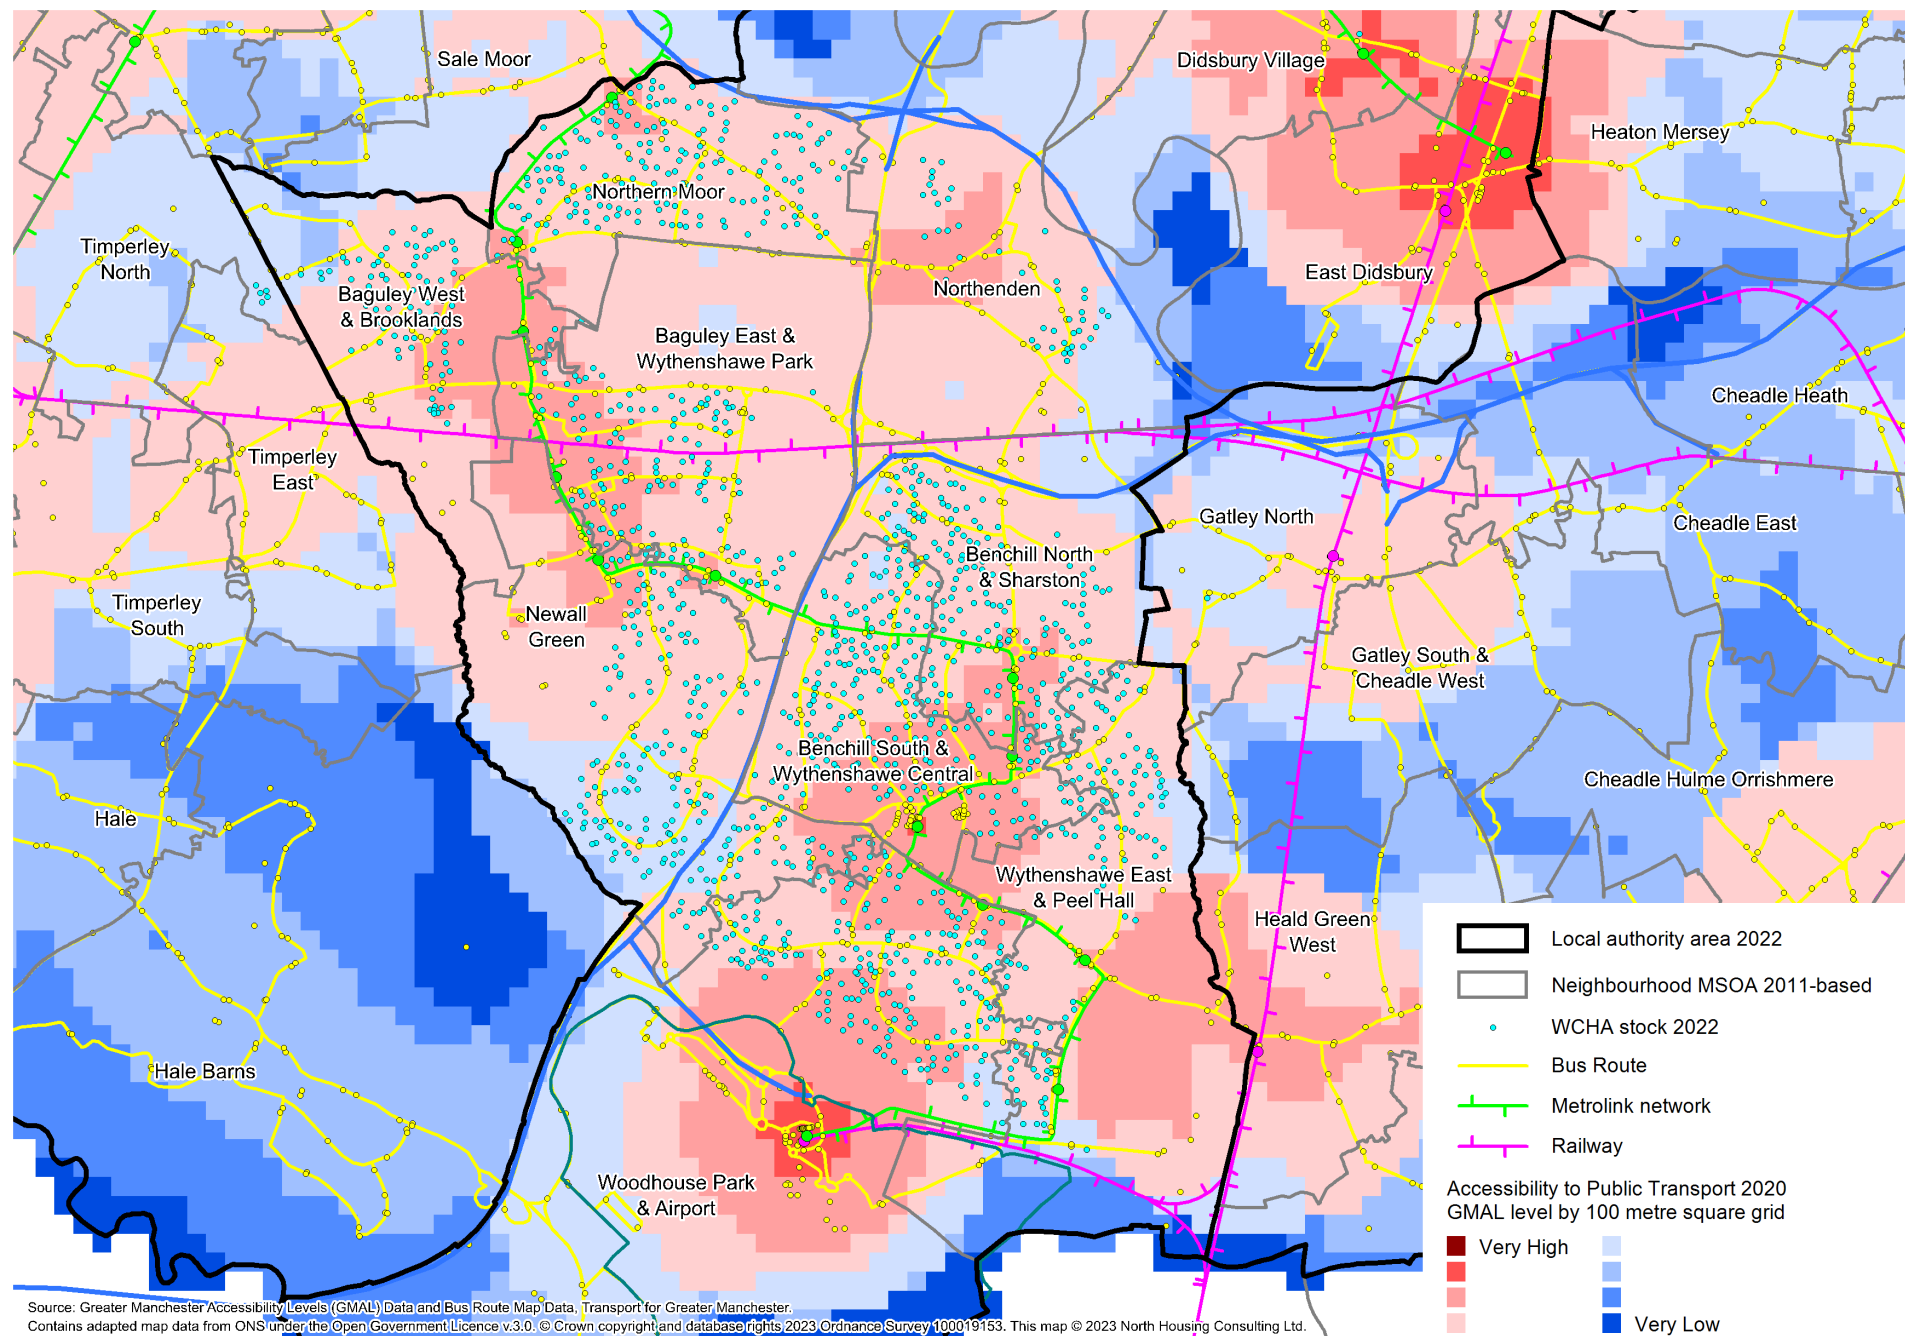 Sale Moor
Didsbury Village
Heaton Mersey
Northern Moor
Timperley
North
East Didsbury
Northenden
Baguley West
& Brooklands
Baguley East &
Wythenshawe Park
Cheadle Heath
Timperley
East
Gatley North
Cheadle East
Benchill North
& Sharston
Timperley
South
Newall
Green
Gatley South &
Cheadle West
Benchill South &
Wythenshawe Central
Cheadle Hulme Orrishmere
Hale
Wythenshawe East
& Peel Hall
Heald Green
West
Hale Barns
Woodhouse Park
& Airport
Local authority area 2022
Neighbourhood MSOA 2011-based
WCHA stock 2022
Bus Route
Metrolink network
Railway
Accessibility to Public Transport 2020
GMAL level by 100 metre square grid
Very High
Very Low
Source: Greater Manchester Accessibility Levels (GMAL) Data and Bus Route Map Data, Transport for Greater Manchester.
Contains adapted map data from ONS under the Open Government Licence v.3.0. © Crown copyright and database rights 2023 Ordnance Survey 100019153. This map © 2023 North Housing Consulting Ltd.